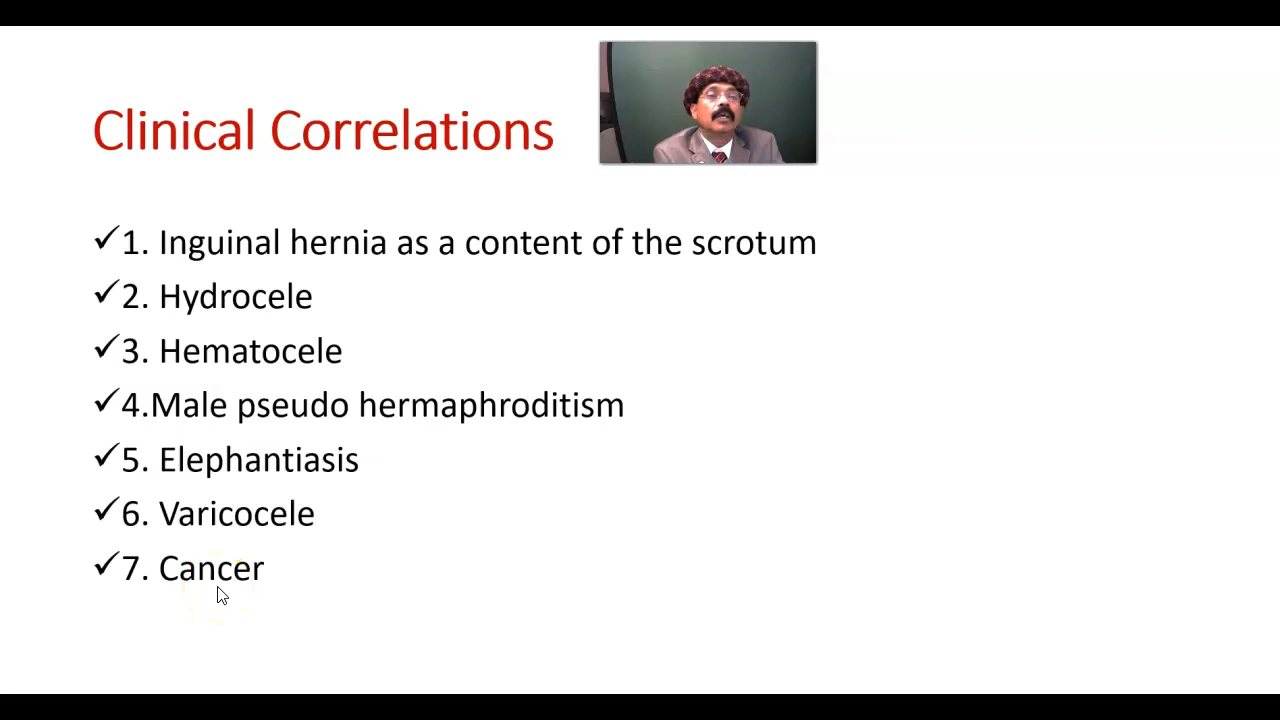 Clinical Correlations
✓1. Inguinal hernia as a content of the scrotum
✓2. Hydrocele
✓3. Hematocele
✓4.Male pseudo hermaphroditism
✓5. Elephantiasis
✓6. Varicocele
✓7. Cancer